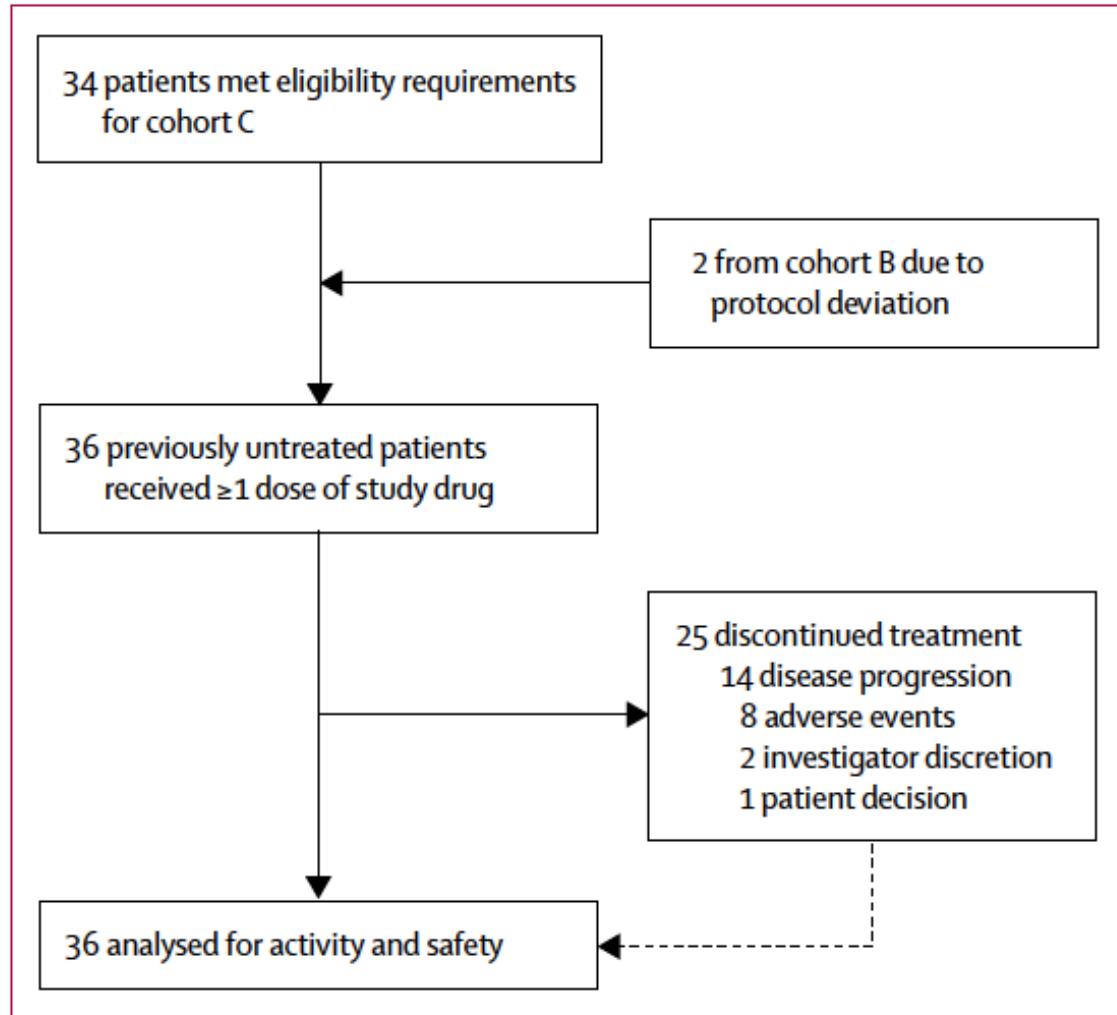 34 patients met eligibility requirements
for cohort C
2 from cohort B due to
protocol deviation
36 previously untreated patients
received ≥1 dose of study drug
25 discontinued treatment
14 disease progression
8 adverse events
2 investigator discretion
1 patient decision
36 analysed for activity and safety